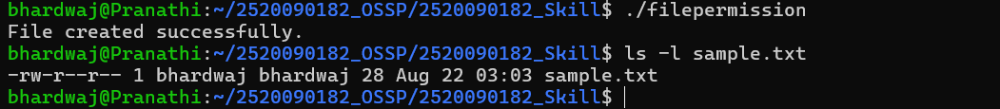 bhardwaj@Pranathi:~/2520090182_OSSP/2520090182_Skill$ ./filepermission
File created successfully.
bhardwaj@Pranathi:~/2520090182_OSSP/2520090182_Skill$ ls -l sample.txt
-rw-r--r-- 1 bhardwaj bhardwaj 28 Aug 22 03:03 sample.txt
bhardwaj@Pranathi:~/2520090182_OSSP/2520090182_Skill$